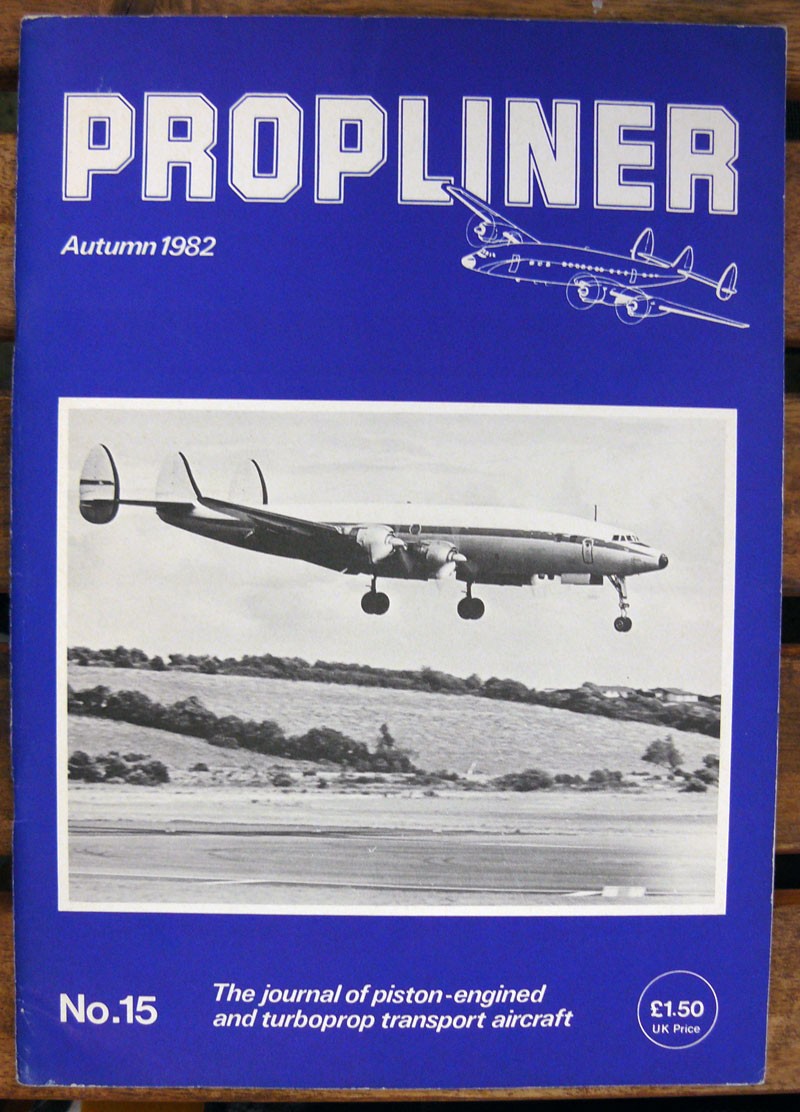 PROPLINER
Autumn 1982
No.15
The journal of piston-engined
and turboprop transport aircraft
£1.50
UK Price